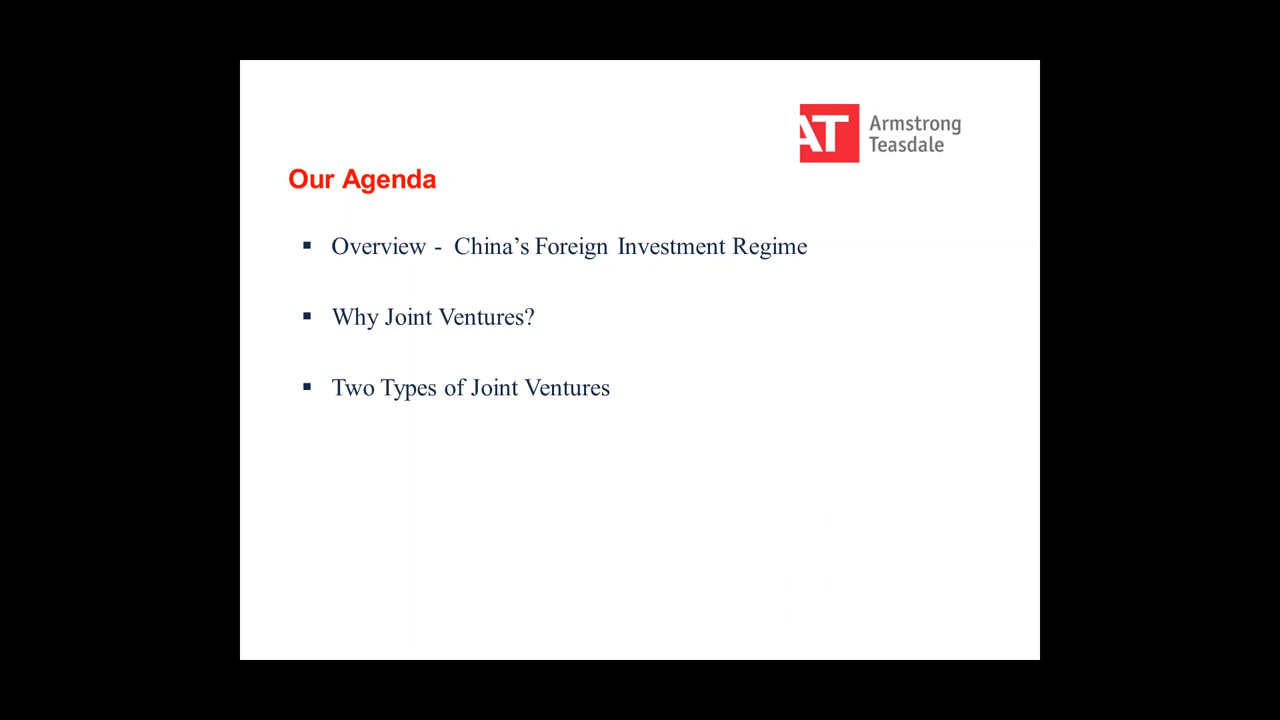 AT Armstrong
Teasdale
Our Agenda
▪ Overview - China’s Foreign Investment Regime
▪ Why Joint Ventures?
▪ Two Types of Joint Ventures